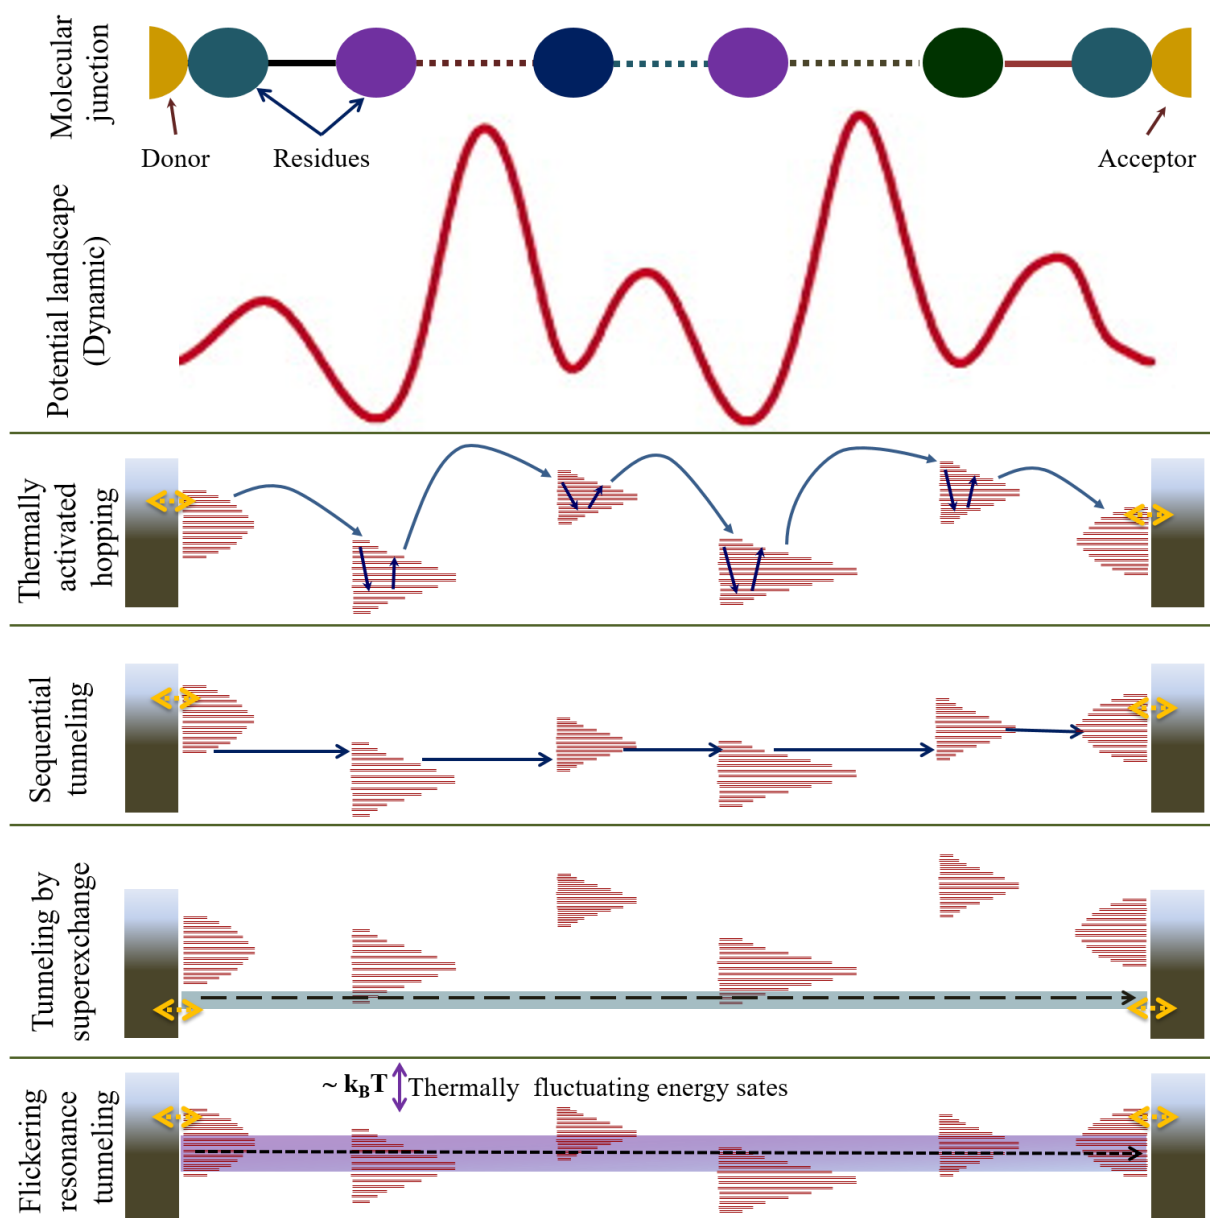 Molecular
junction
Donor
Residues
Acceptor
Potential landscape
(Dynamic)
Thermally
activated
hopping
Sequential
tunneling
Tunneling by
superexchange
~ kBT
Thermally fluctuating energy sates
Flickering
resonance
tunneling